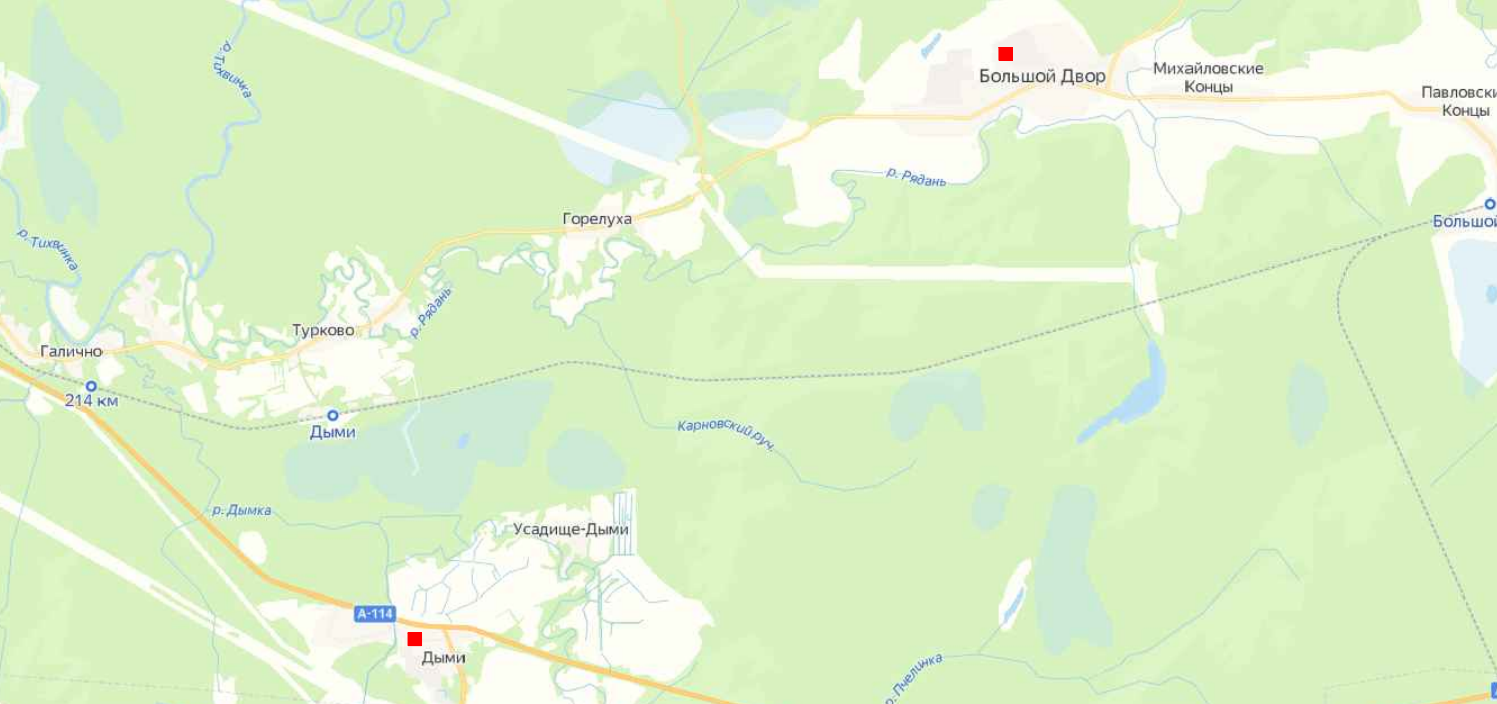 р. Тихвинка
Большой Двор
Михайловские
Концы
Павловски
Концы
р. Рядань
Горелуха
Большой
р. Тихвинка
р. Рядань
Турково
Галично
214 км
Дыми
Карновский руч.
р. Дымка
Усадище-Дыми
А-114
Дыми
р. Пчелинка